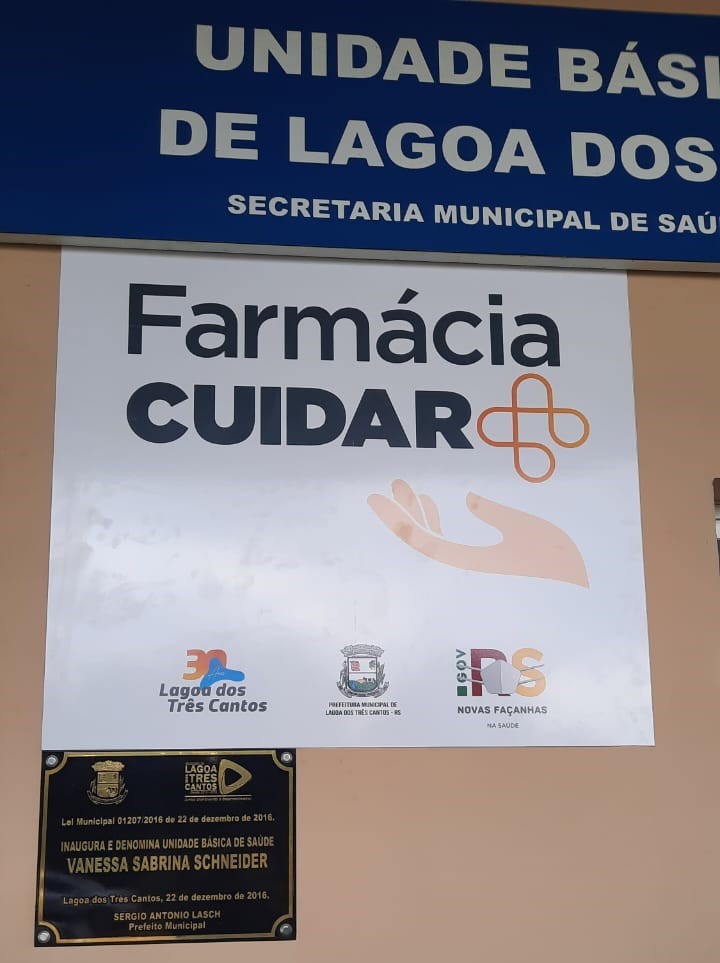 UNIDADE BÁSI
DE LAGOA DOS
SECRETARIA MUNICIPAL DE SAÚ
Farmácia
CUIDAR
30
Anos
Lagoa dos
Três Cantos
PREFEITURA MUNICIPAL DE
LAGOA DOS TRÊS CANTOS - RS
GOV
RS
NOVAS FAÇANHAS
NA SAÚDE
LAGOA
DOS TRES
CANTOS
Lei Municipal 01207/2016 de 22 de dezembro de 2016.
INAUGURA E DENOMINA UNIDADE BÁSICA DE SAÚDE
VANESSA SABRINA SCHNEIDER
Lagoa dos Três Cantos, 22 de dezembro de 2016.
SERGIO ANTONIO LASCH
Prefeito Municipal